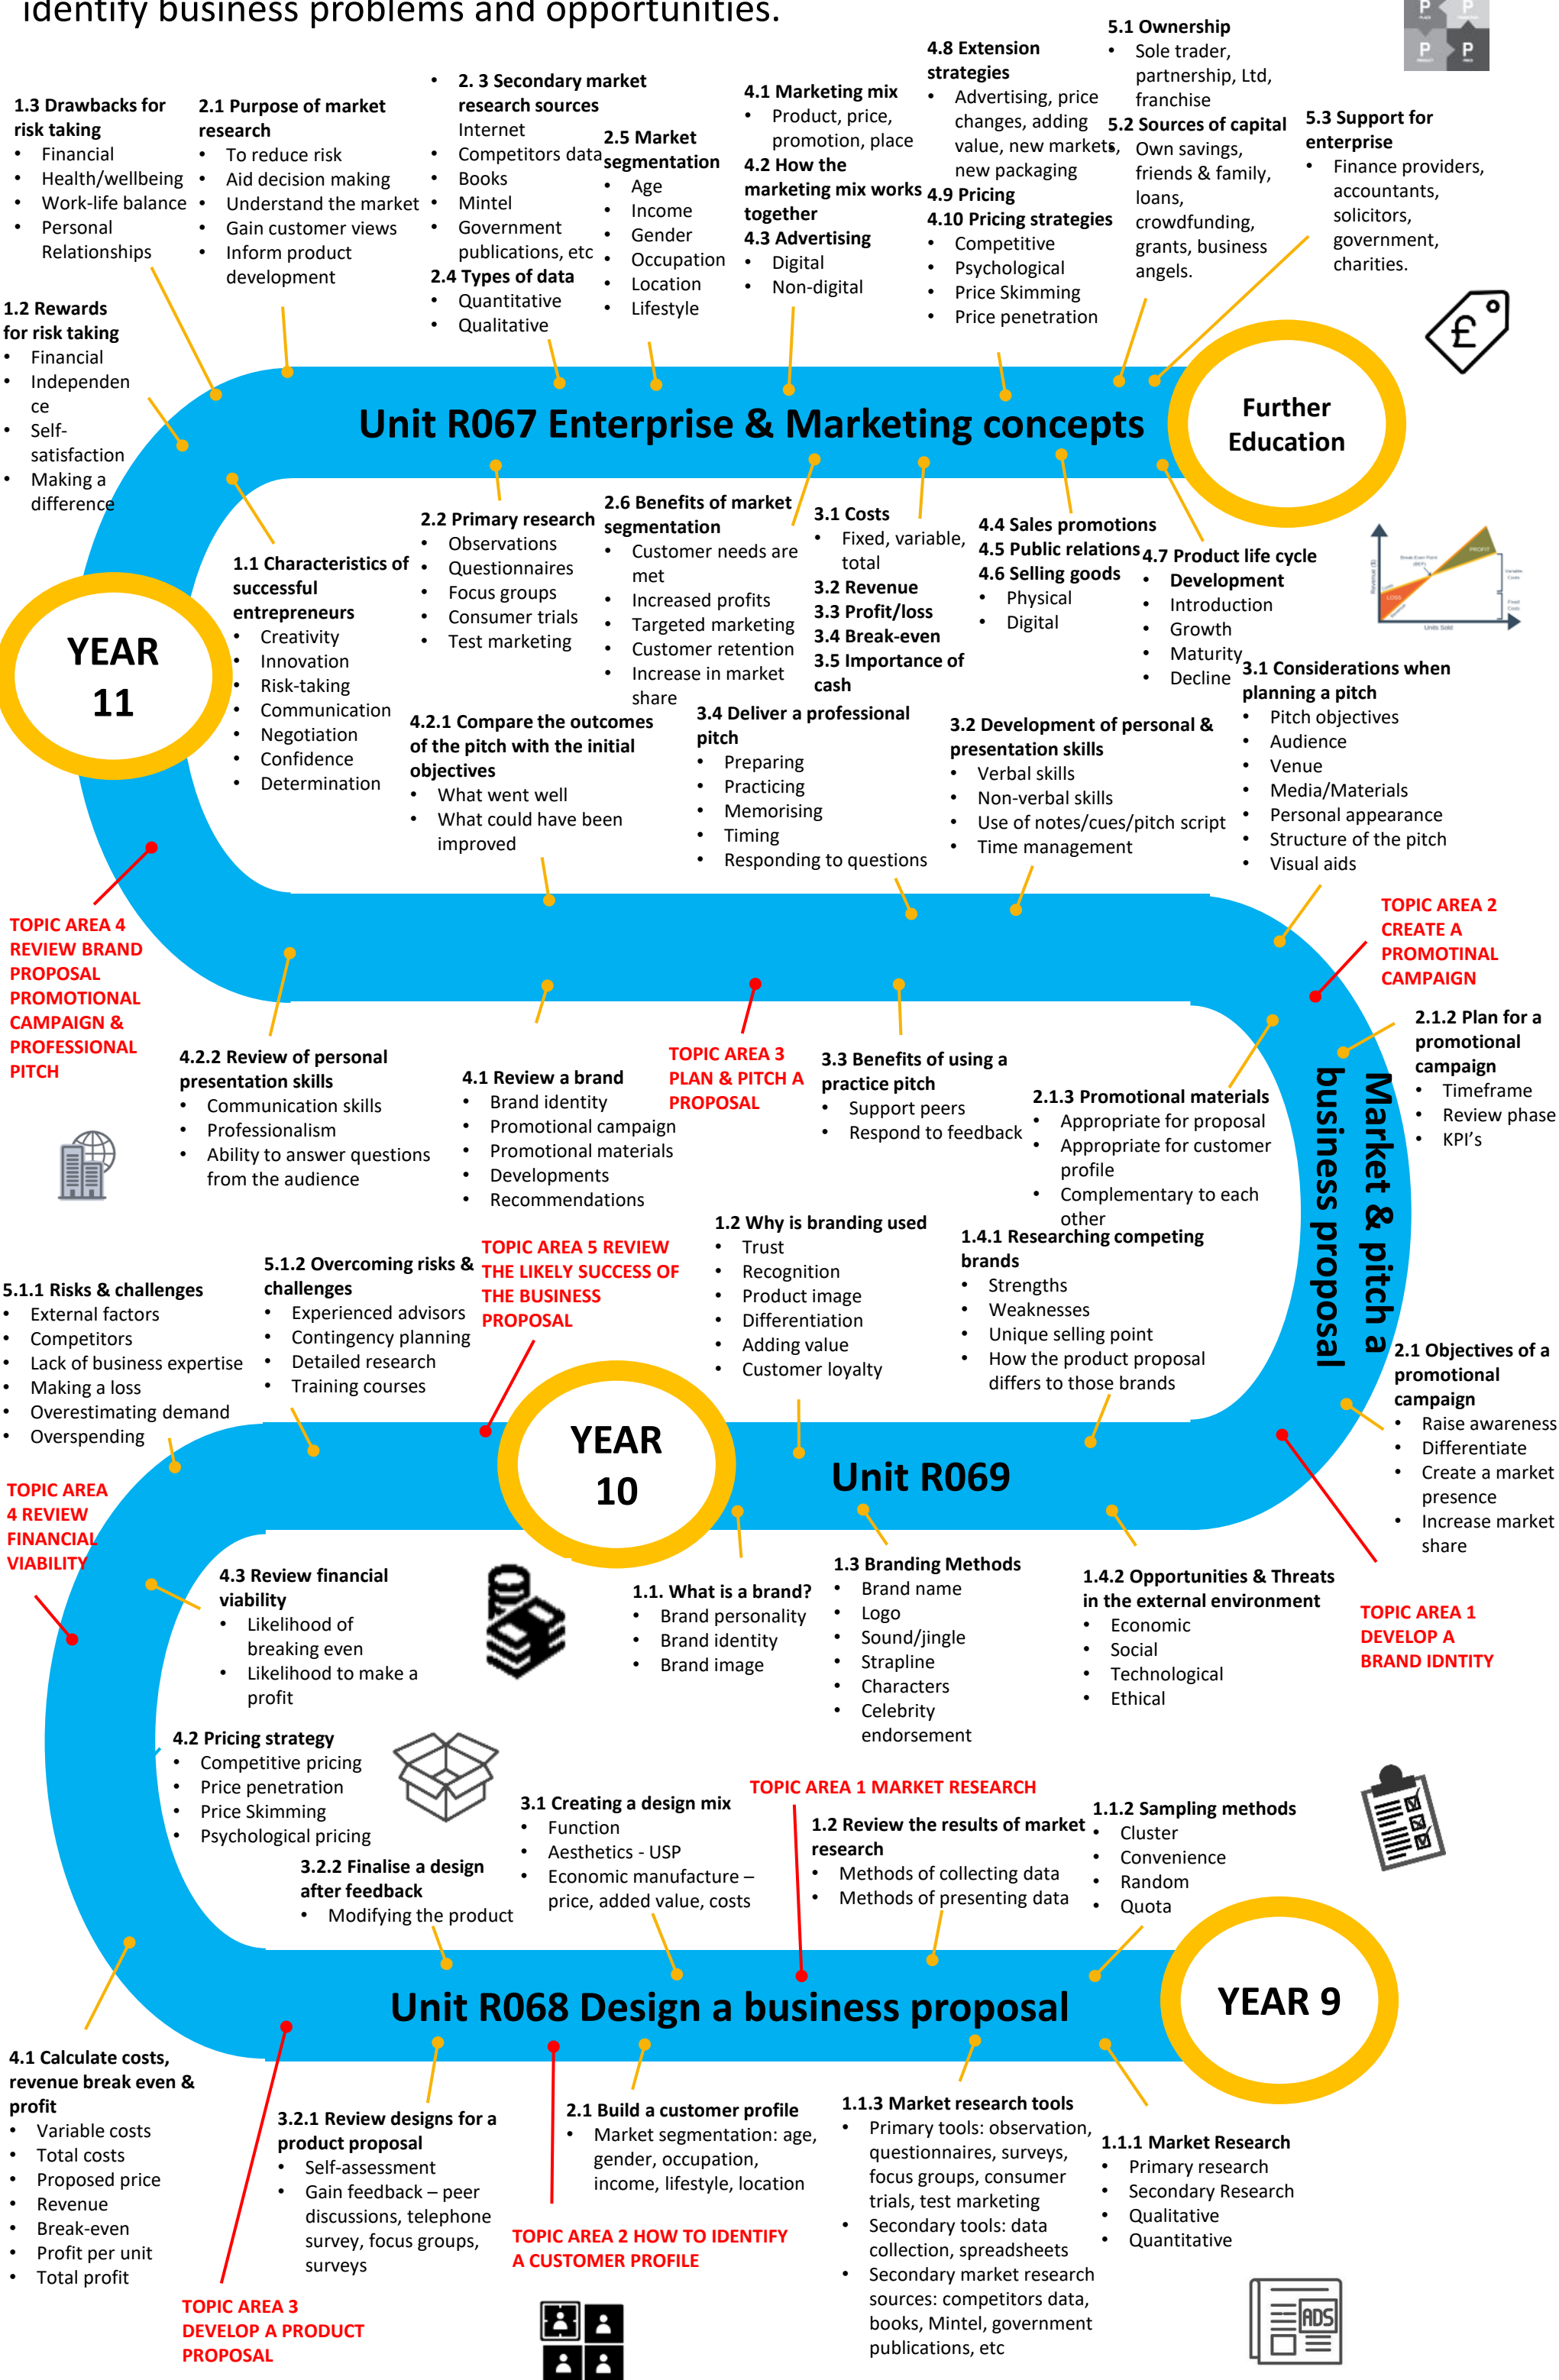 identify business problems and opportunities.
1.3 Drawbacks for
risk taking
• Financial
• Health/wellbeing
• Work-life balance
• Personal
Relationships
2.1 Purpose of market
research
• To reduce risk
• Aid decision making
• Understand the market
• Gain customer views
• Inform product
development
• 2. 3 Secondary market
research sources
Internet
• Competitors data
• Books
• Mintel
• Government
publications, etc
2.4 Types of data
• Quantitative
• Qualitative
2.5 Market
segmentation
• Age
• Income
• Gender
• Occupation
• Location
• Lifestyle
4.1 Marketing mix
• Product, price,
promotion, place
4.2 How the
marketing mix works
together
4.3 Advertising
• Digital
• Non-digital
4.8 Extension
strategies
• Advertising, price
changes, adding
value, new markets,
new packaging
4.9 Pricing
4.10 Pricing strategies
• Competitive
• Psychological
• Price Skimming
• Price penetration
5.1 Ownership
• Sole trader,
partnership, Ltd,
franchise
5.2 Sources of capital
• Own savings,
friends & family,
loans,
crowdfunding,
grants, business
angels.
5.3 Support for
enterprise
• Finance providers,
accountants,
solicitors,
government,
charities.
P
P
P
P
£
1.2 Rewards
for risk taking
• Financial
• Independen
ce
• Self-
satisfaction
• Making a
difference
Unit R067 Enterprise & Marketing concepts
Further
Education
1.1 Characteristics of
successful
entrepreneurs
• Creativity
• Innovation
• Risk-taking
• Communication
• Negotiation
• Confidence
• Determination
2.2 Primary research
• Observations
• Questionnaires
• Focus groups
• Consumer trials
• Test marketing
2.6 Benefits of market
segmentation
• Customer needs are
met
• Increased profits
• Targeted marketing
• Customer retention
• Increase in market
share
3.1 Costs
• Fixed, variable,
total
3.2 Revenue
3.3 Profit/loss
3.4 Break-even
3.5 Importance of
cash
4.4 Sales promotions
4.5 Public relations
4.6 Selling goods
• Physical
• Digital
4.7 Product life cycle
• Development
• Introduction
• Growth
• Maturity
• Decline
Revenue ($)
Break Even Point
(BEP)
PROFIT
LOSS
Variable
Costs
Fixed
Costs
Units Sold
YEAR
11
4.2.1 Compare the outcomes
of the pitch with the initial
objectives
• What went well
• What could have been
improved
3.4 Deliver a professional
pitch
• Preparing
• Practicing
• Memorising
• Timing
• Responding to questions
3.2 Development of personal &
presentation skills
• Verbal skills
• Non-verbal skills
• Use of notes/cues/pitch script
• Time management
3.1 Considerations when
planning a pitch
• Pitch objectives
• Audience
• Venue
• Media/Materials
• Personal appearance
• Structure of the pitch
• Visual aids
TOPIC AREA 4
REVIEW BRAND
PROPOSAL
PROMOTIONAL
CAMPAIGN &
PROFESSIONAL
PITCH
TOPIC AREA 2
CREATE A
PROMOTINAL
CAMPAIGN
4.2.2 Review of personal
presentation skills
• Communication skills
• Professionalism
• Ability to answer questions
from the audience
4.1 Review a brand
• Brand identity
• Promotional campaign
• Promotional materials
• Developments
• Recommendations
TOPIC AREA 3
PLAN & PITCH A
PROPOSAL
3.3 Benefits of using a
practice pitch
• Support peers
• Respond to feedback
2.1.3 Promotional materials
• Appropriate for proposal
• Appropriate for customer
profile
• Complementary to each
other
2.1.2 Plan for a
promotional
campaign
• Timeframe
• Review phase
• KPI's
Market & pitch a
business proposal
5.1.1 Risks & challenges
• External factors
• Competitors
• Lack of business expertise
• Making a loss
• Overestimating demand
• Overspending
5.1.2 Overcoming risks &
challenges
• Experienced advisors
• Contingency planning
• Detailed research
• Training courses
TOPIC AREA 5 REVIEW
THE LIKELY SUCCESS OF
THE BUSINESS
PROPOSAL
1.2 Why is branding used
• Trust
• Recognition
• Product image
• Differentiation
• Adding value
• Customer loyalty
1.4.1 Researching competing
brands
• Strengths
• Weaknesses
• Unique selling point
• How the product proposal
differs to those brands
2.1 Objectives of a
promotional
campaign
• Raise awareness
• Differentiate
• Create a market
presence
• Increase market
share
YEAR
10
Unit R069
TOPIC AREA
4 REVIEW
FINANCIAL
VIABILITY
4.3 Review financial
viability
• Likelihood of
breaking even
• Likelihood to make a
profit
1.1. What is a brand?
• Brand personality
• Brand identity
• Brand image
1.3 Branding Methods
• Brand name
• Logo
• Sound/jingle
• Strapline
• Characters
• Celebrity
endorsement
1.4.2 Opportunities & Threats
in the external environment
• Economic
• Social
• Technological
• Ethical
TOPIC AREA 1
DEVELOP A
BRAND IDNTITY
4.2 Pricing strategy
• Competitive pricing
• Price penetration
• Price Skimming
• Psychological pricing
3.2.2 Finalise a design
after feedback
• Modifying the product
3.1 Creating a design mix
• Function
• Aesthetics - USP
• Economic manufacture –
price, added value, costs
TOPIC AREA 1 MARKET RESEARCH
1.2 Review the results of market
research
• Methods of collecting data
• Methods of presenting data
1.1.2 Sampling methods
• Cluster
• Convenience
• Random
• Quota
Unit R068 Design a business proposal
YEAR 9
4.1 Calculate costs,
revenue break even &
profit
• Variable costs
• Total costs
• Proposed price
• Revenue
• Break-even
• Profit per unit
• Total profit
3.2.1 Review designs for a
product proposal
• Self-assessment
• Gain feedback – peer
discussions, telephone
survey, focus groups,
surveys
2.1 Build a customer profile
• Market segmentation: age,
gender, occupation,
income, lifestyle, location
TOPIC AREA 2 HOW TO IDENTIFY
A CUSTOMER PROFILE
1.1.3 Market research tools
• Primary tools: observation,
questionnaires, surveys,
focus groups, consumer
trials, test marketing
• Secondary tools: data
collection, spreadsheets
• Secondary market research
sources: competitors data,
books, Mintel, government
publications, etc
1.1.1 Market Research
• Primary research
• Secondary Research
• Qualitative
• Quantitative
TOPIC AREA 3
DEVELOP A PRODUCT
PROPOSAL
ADS